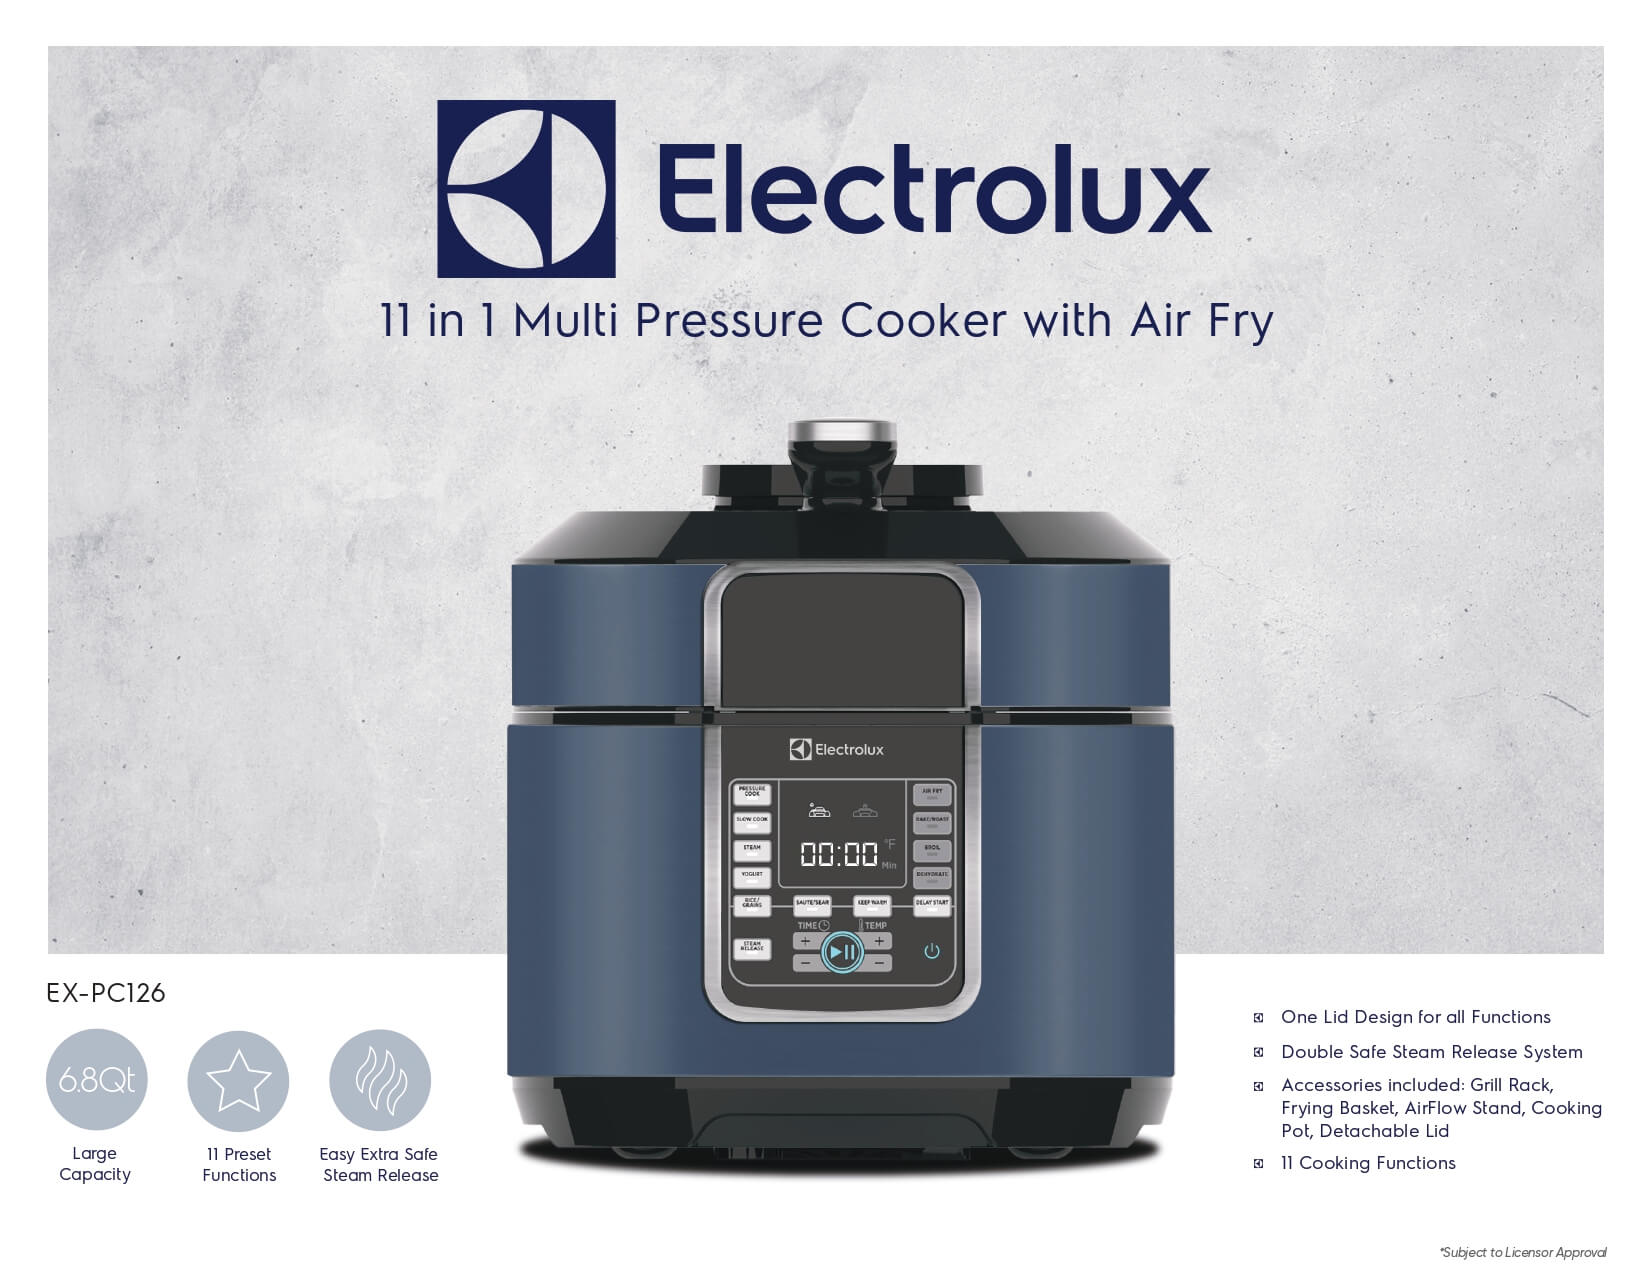 Electrolux
11 in 1 Multi Pressure Cooker with Air Fry
Electrolux
PRESSURE
COOK
AIR FRY
SLOW COOK
BAKE/ROAST
00:00
°F
Min
STEAM
BROIL
YOGURT
DEHYDRATE
RICE/
GRAINS
SAUTE/SEAR
KEEP WARM
DELAY START
TIME
TEMP
+
+
STEAM
RELEASE
−
−
EX-PC126
6.8Qt
Large
Capacity
11 Preset
Functions
Easy Extra Safe
Steam Release
One Lid Design for all Functions
Double Safe Steam Release System
Accessories included: Grill Rack,
Frying Basket, AirFlow Stand, Cooking
Pot, Detachable Lid
11 Cooking Functions
*Subject to Licensor Approval